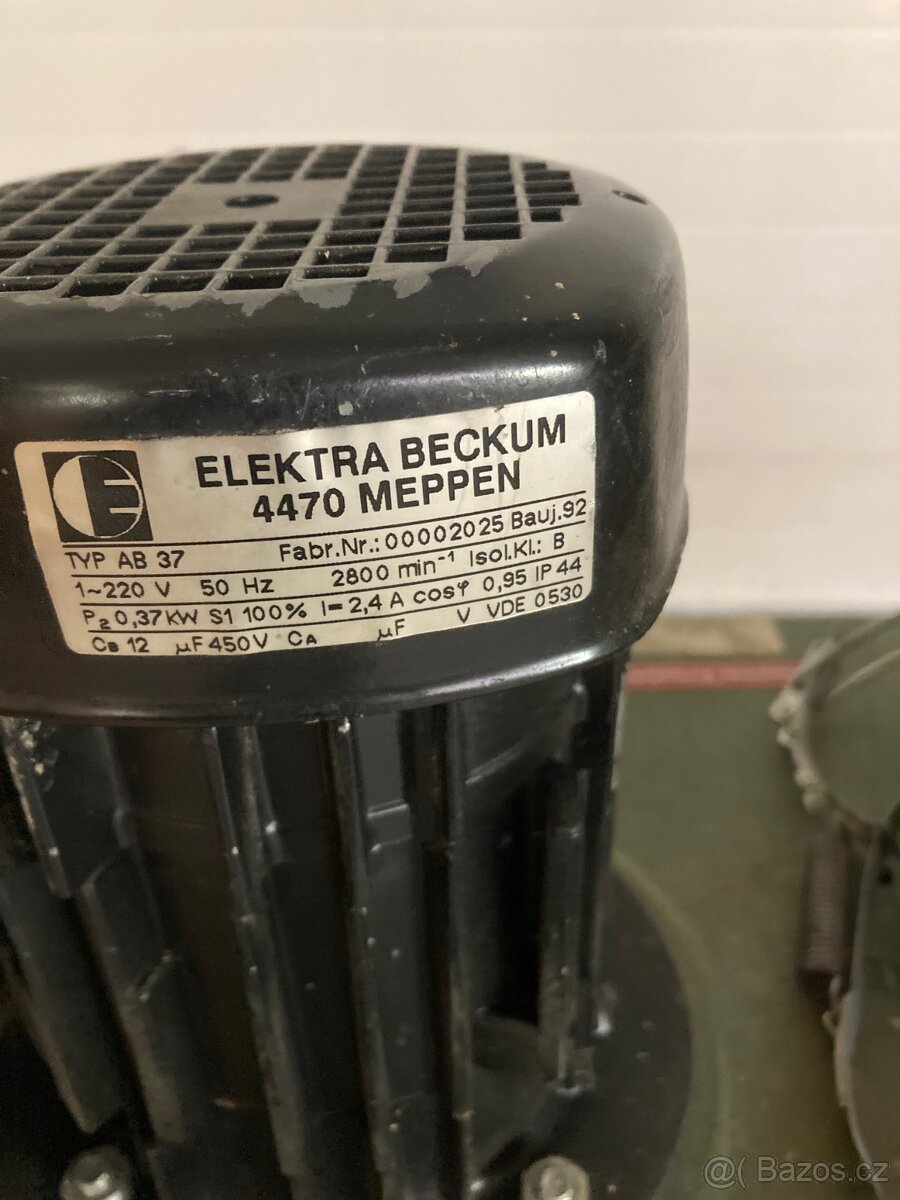 E
ELEKTRA BECKUM
4470 MEPPEN
TYP AB 37 Fabr.Nr.: 00002025 Bauj.92
1~220 V 50 Hz 2800 min⁻¹ Isol.Kl.: B
P₂ 0,37 kW S1 100% I= 2,4 A cosφ 0,95 IP 44
CB 12 µF 450V CA µF V VDE 0530
@( Bazoš.cz